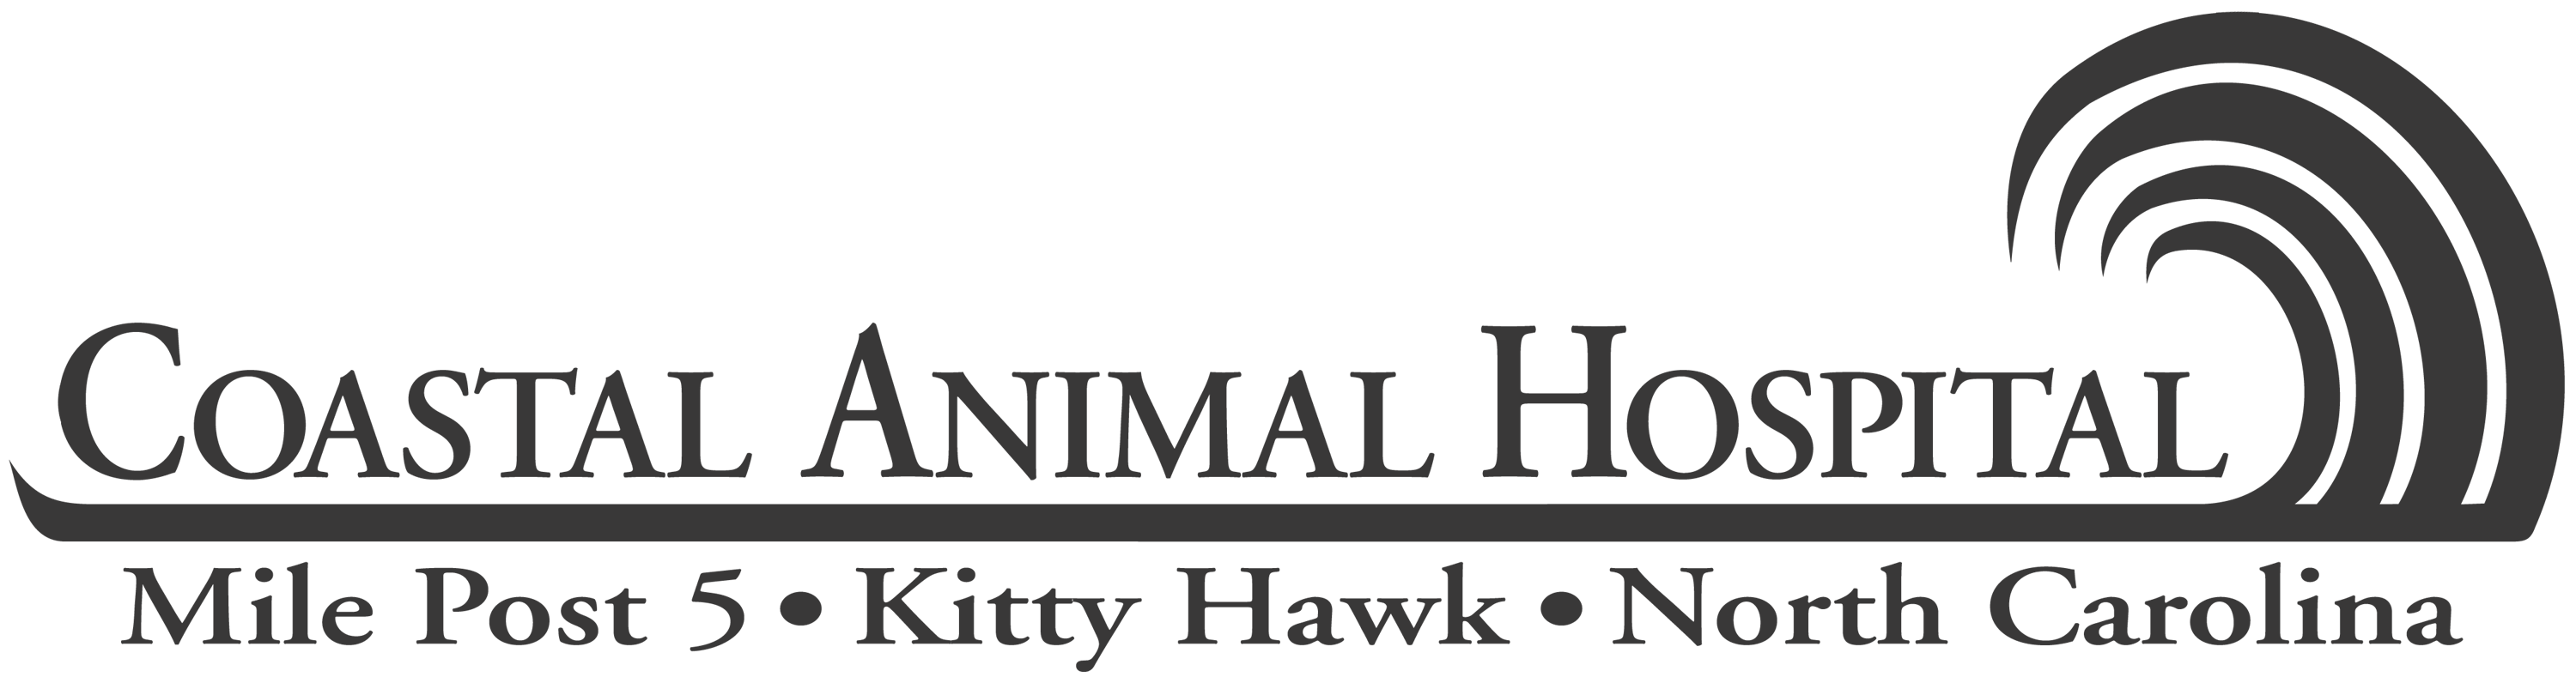 COASTAL ANIMAL HOSPITAL
Mile Post 5 • Kitty Hawk • North Carolina